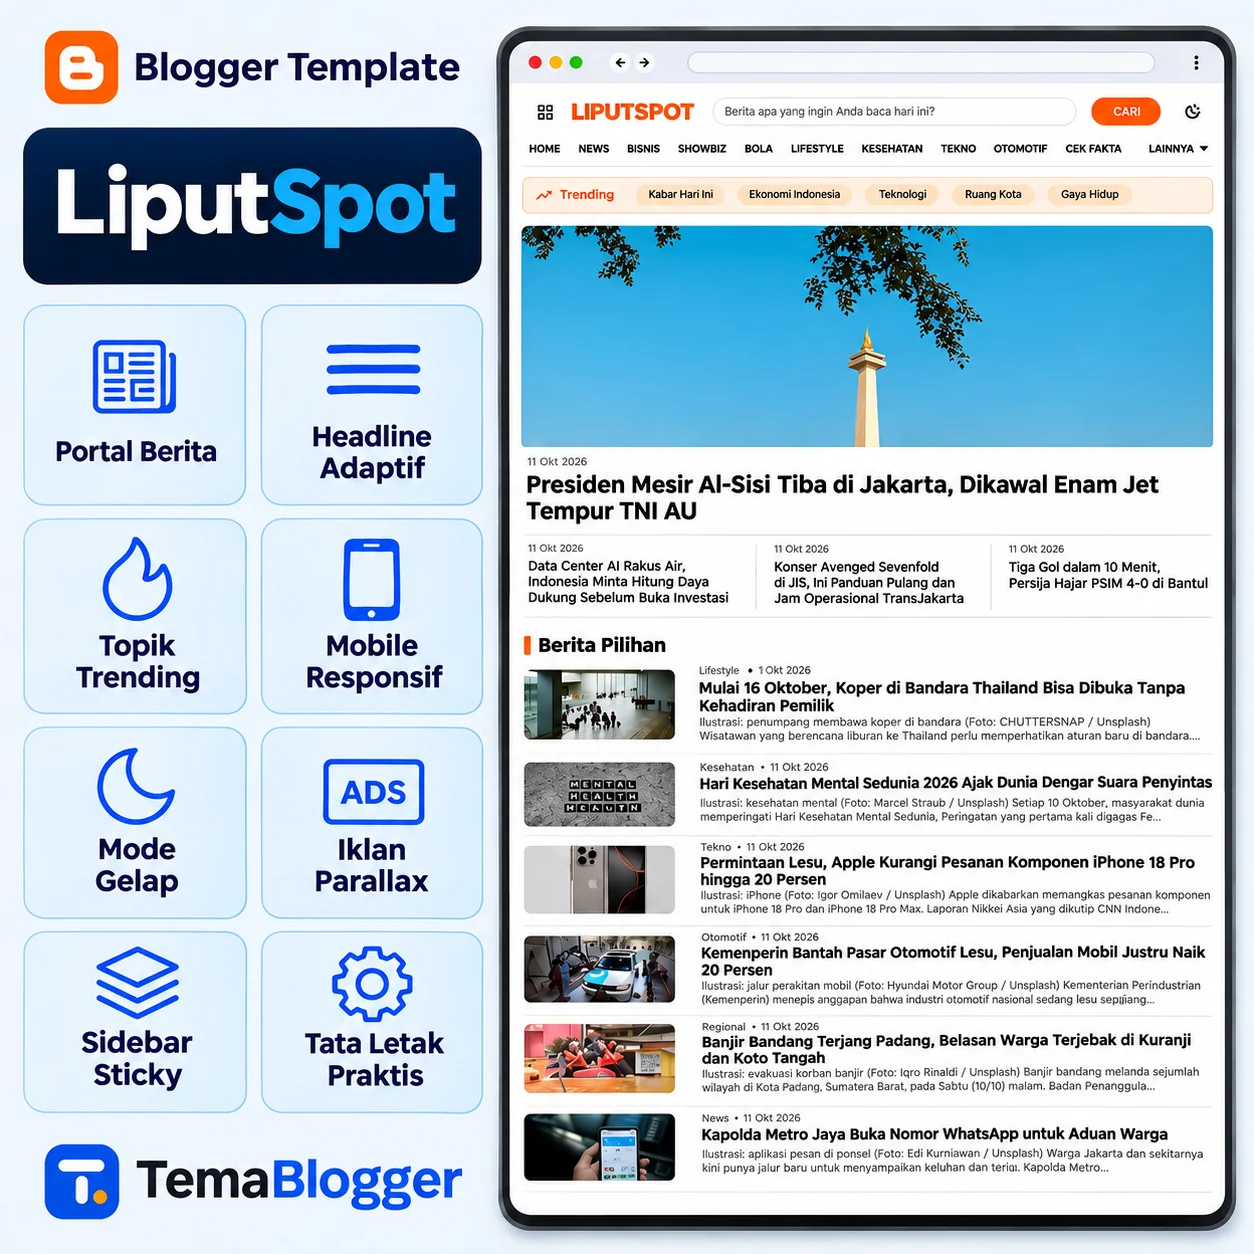 Blogger Template
LiputSpot
Portal Berita
Headline
Adaptif
Topik
Trending
Mobile
Responsif
Mode
Gelap
ADS
Iklan
Parallax
Sidebar
Sticky
Tata Letak
Praktis
TemaBlogger
LIPUTSPOT
Berita apa yang ingin Anda baca hari ini?
CARI
HOME NEWS BISNIS SHOWBIZ BOLA LIFESTYLE KESEHATAN TEKNO OTOMOTIF CEK FAKTA LAINNYA
Trending Kabar Hari Ini Ekonomi Indonesia Teknologi Ruang Kota Gaya Hidup
11 Okt 2026
Presiden Mesir Al-Sisi Tiba di Jakarta, Dikawal Enam Jet
Tempur TNI AU
11 Okt 2026
Data Center AI Rakus Air,
Indonesia Minta Hitung Daya
Dukung Sebelum Buka Investasi
11 Okt 2026
Konser Avenged Sevenfold
di JIS, Ini Panduan Pulang dan
Jam Operasional TransJakarta
11 Okt 2026
Tiga Gol dalam 10 Menit,
Persija Hajar PSIM 4-0 di Bantul
Berita Pilihan
Lifestyle • 1 Okt 2026
Mulai 16 Oktober, Koper di Bandara Thailand Bisa Dibuka Tanpa
Kehadiran Pemilik
Ilustrasi: penumpang membawa koper di bandara (Foto: CHUTTERSNAP / Unsplash)
Wisatawan yang berencana liburan ke Thailand perlu memperhatikan aturan baru di bandara....
MENTAL
HEALTH
Kesehatan • 11 Okt 2026
Hari Kesehatan Mental Sedunia 2026 Ajak Dunia Dengar Suara Penyintas
Ilustrasi: kesehatan mental (Foto: Marcel Straub / Unsplash) Setiap 10 Oktober, masyarakat dunia
memperingati Hari Kesehatan Mental Sedunia, Peringatan yang pertama kali digagas Fe...
Tekno • 11 Okt 2026
Permintaan Lesu, Apple Kurangi Pesanan Komponen iPhone 18 Pro
hingga 20 Persen
Ilustrasi: iPhone (Foto: Igor Omilaev / Unsplash) Apple dikabarkan memangkas pesanan komponen
untuk iPhone 18 Pro dan iPhone 18 Pro Max. Laporan Nikkei Asia yang dikutip CNN Indone...
Otomotif • 11 Okt 2026
Kemenperin Bantah Pasar Otomotif Lesu, Penjualan Mobil Justru Naik
20 Persen
Ilustrasi: jalur perakitan mobil (Foto: Hyundai Motor Group / Unsplash) Kementerian Perindustrian
(Kemenperin) menepis anggapan bahwa industri otomotif nasional sedang lesu
Regional • 11 Okt 2026
Banjir Bandang Terjang Padang, Belasan Warga Terjebak di Kuranji
dan Koto Tangah
Ilustrasi: evakuasi korban banjir (Foto: Iqro Rinaldi / Unsplash) Banjir bandang melanda sejumlah
wilayah di Kota Padang, Sumatera Barat, pada Sabtu (10/10) malam. Badan Penanggula...
News • 11 Okt 2026
Kapolda Metro Jaya Buka Nomor WhatsApp untuk Aduan Warga
Ilustrasi: aplikasi pesan di ponsel (Foto: Edi Kurniawan / Unsplash) Warga Jakarta dan sekitarnya
kini punya jalur baru untuk menyampaikan keluhan dan Kapolda Metro...